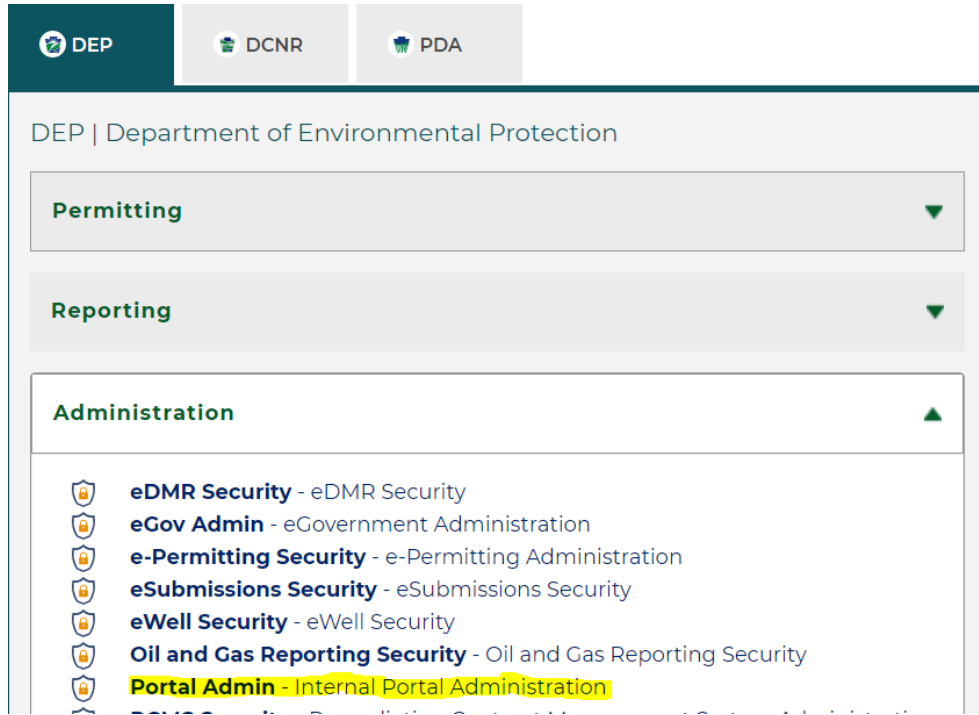 DEP DCNR PDA
DEP | Department of Environmental Protection
Permitting
Reporting
Administration
eDMR Security - eDMR Security
eGov Admin - eGovernment Administration
e-Permitting Security - e-Permitting Administration
eSubmissions Security - eSubmissions Security
eWell Security - eWell Security
Oil and Gas Reporting Security - Oil and Gas Reporting Security
Portal Admin - Internal Portal Administration